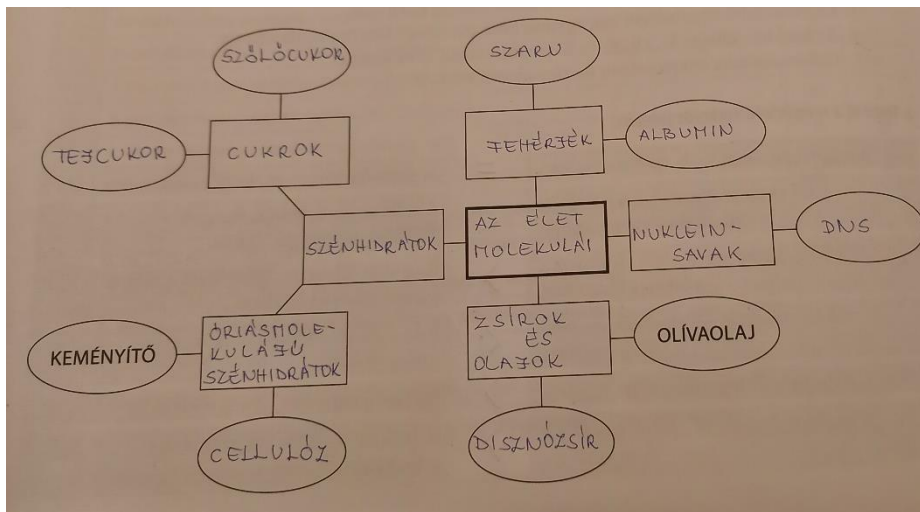 SZŐLŐCUKOR
TEJCUKOR
CUKROK
SZÉNHIDRÁTOK
KEMÉNYÍTŐ
ÓRIÁSMOLE-
KULÁJÚ
SZÉNHIDRÁTOK
CELLULÓZ
SZARU
FEHÉRJÉK
ALBUMIN
AZ ÉLET
MOLEKULÁI
NUKLEIN-
SAVAK
DNS
ZSÍROK
ÉS
OLAJOK
OLÍVAOLAJ
DISZNÓZSÍR